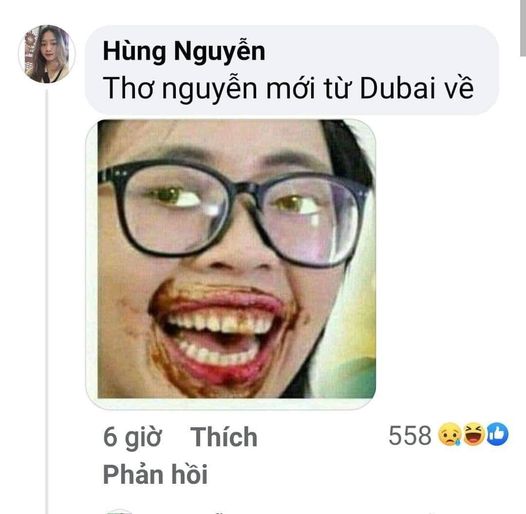 Hùng Nguyễn
Thơ nguyễn mới từ Dubai về
6 giờ Thích 558
Phản hồi